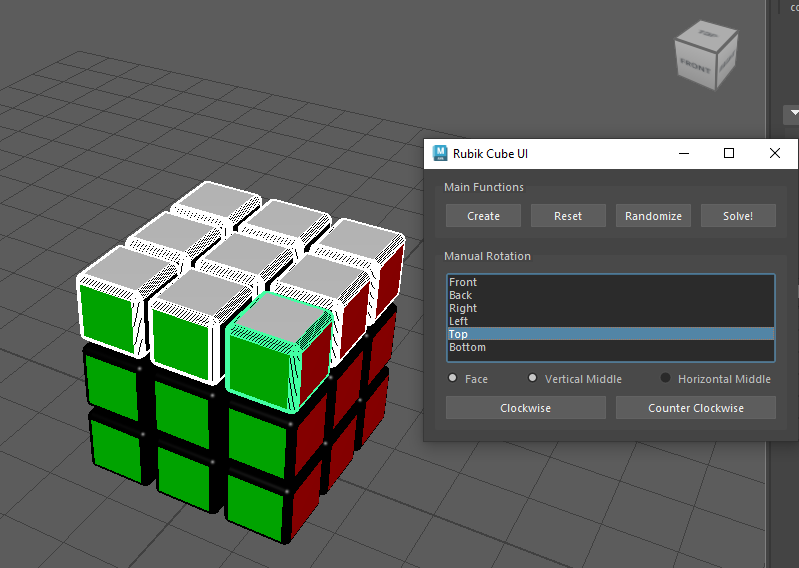 TOP
FRONT
Rubik Cube UI
Main Functions
Create Reset Randomize Solve!
Manual Rotation
Front
Back
Right
Left
Top
Bottom
Face Vertical Middle Horizontal Middle
Clockwise Counter Clockwise